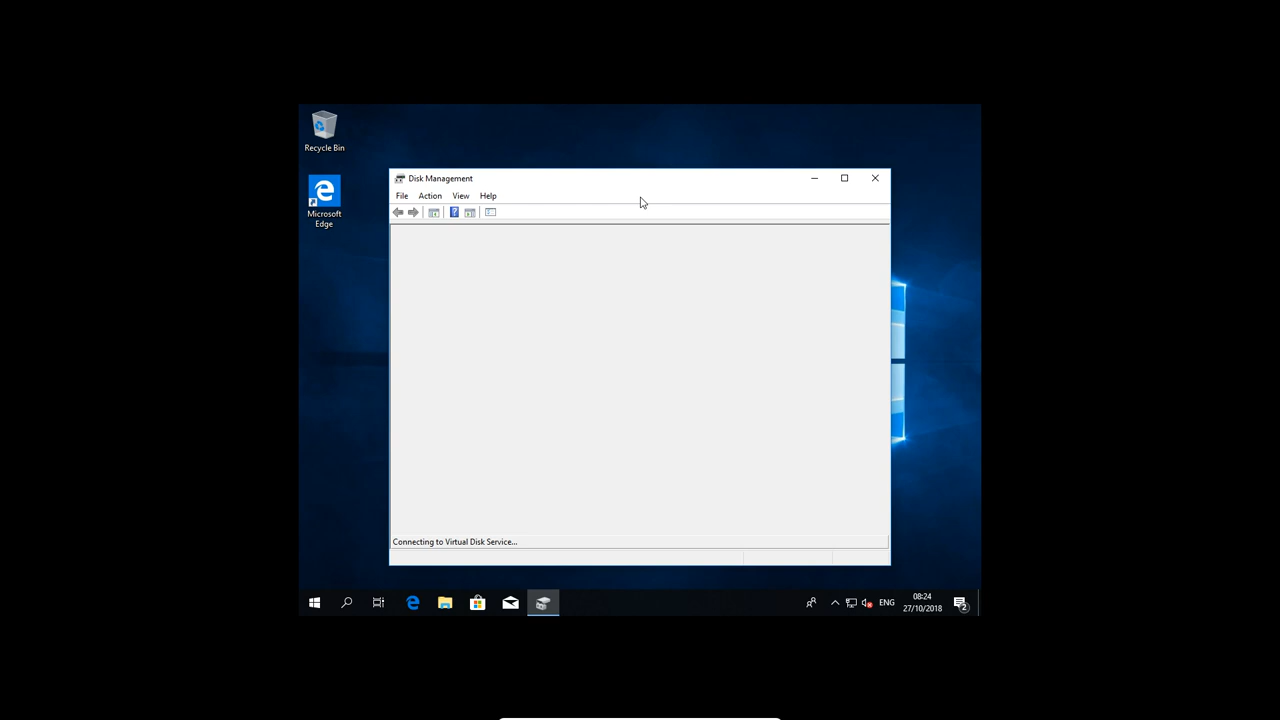 Recycle Bin
Microsoft
Edge
Disk Management
File Action View Help
Connecting to Virtual Disk Service...
ENG
08:24
27/10/2018
2